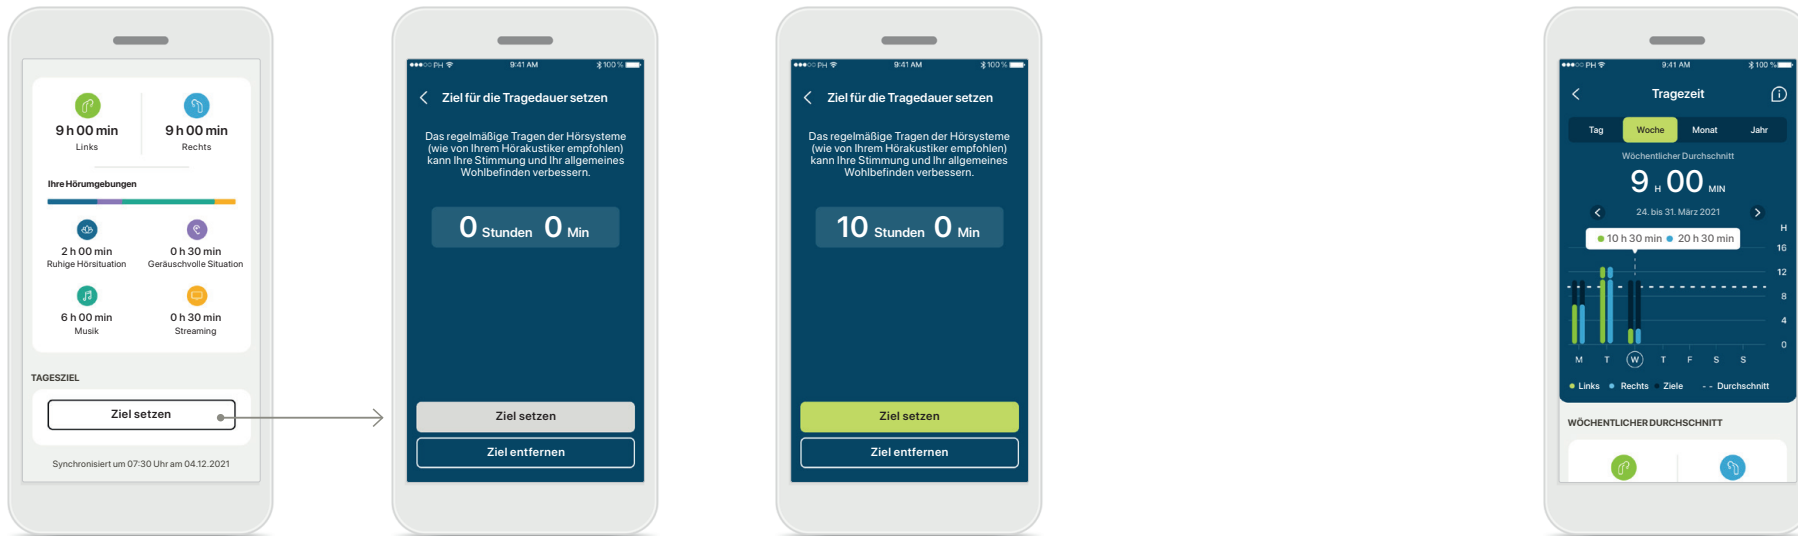 9 h 00 min
9 h 00 min
Links
Rechts
Ihre Hörumgebungen
2 h 00 min
0 h 30 min
Ruhige Hörsituation
Geräuschvolle Situation
6 h 00 min
0 h 30 min
Musik
Streaming
TAGESZIEL
Ziel setzen
Synchronisiert um 07:30 Uhr am 04.12.2021
PH 9:41 AM 100 %
Ziel für die Tragedauer setzen
Das regelmäßige Tragen der Hörsysteme
(wie von Ihrem Hörakustiker empfohlen)
kann Ihre Stimmung und Ihr allgemeines
Wohlbefinden verbessern.
0 Stunden 0 Min
Ziel setzen
Ziel entfernen
PH 9:41 AM 100 %
Ziel für die Tragedauer setzen
Das regelmäßige Tragen der Hörsysteme
(wie von Ihrem Hörakustiker empfohlen)
kann Ihre Stimmung und Ihr allgemeines
Wohlbefinden verbessern.
10 Stunden 0 Min
Ziel setzen
Ziel entfernen
PH 9:41 AM 100 %
Tragezeit
Tag Woche Monat Jahr
Wöchentlicher Durchschnitt
9 H 00 MIN
24. bis 31. März 2021
H
10 h 30 min 20 h 30 min
16
12
8
4
0
M T W T F S S
Links Rechts Ziele - - Durchschnitt
WÖCHENTLICHER DURCHSCHNITT